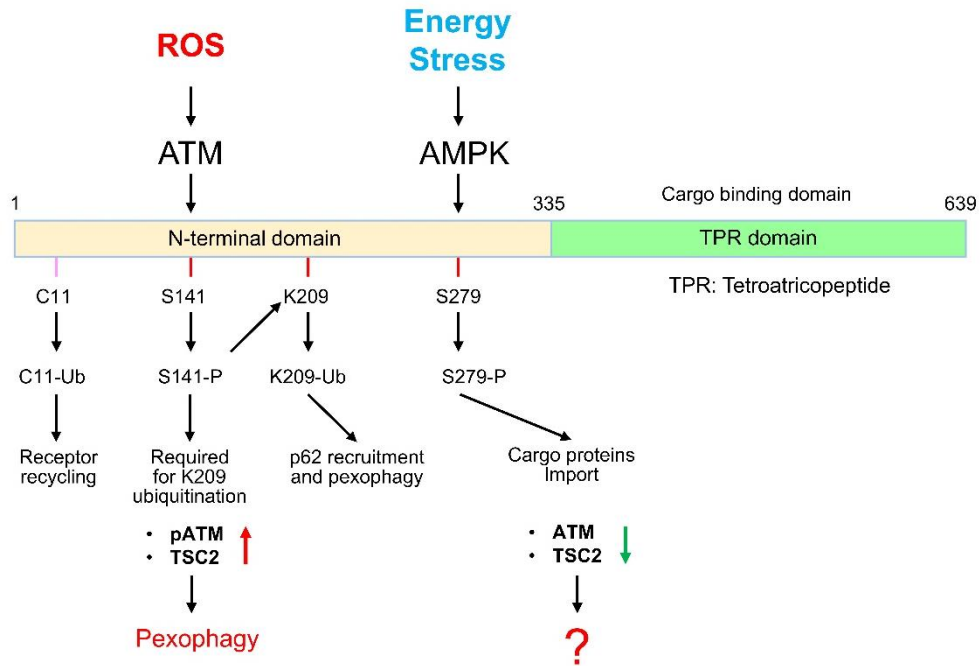 ROS
Energy
Stress
ATM
AMPK
1
335
Cargo binding domain
639
N-terminal domain
TPR domain
C11
S141
K209
S279
TPR: Tetroatricopeptide
C11-Ub
S141-P
K209-Ub
S279-P
Receptor
recycling
Required
for K209
ubiquitination
p62 recruitment
and pexophagy
Cargo proteins
Import
• pATM
• TSC2
• ATM
• TSC2
Pexophagy
?